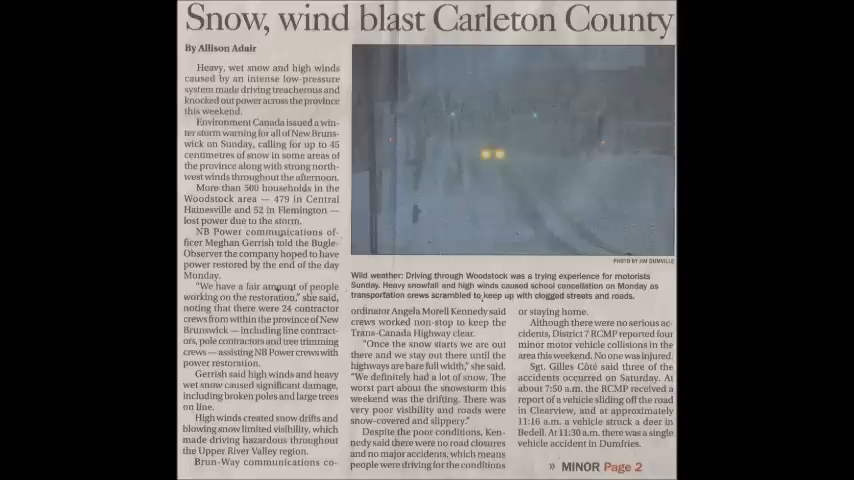 Snow, wind blast Carleton County
By Allison Adair
Heavy, wet snow and high winds
caused by an intense low-pressure
system made driving treacherous and
knocked out power across the province
this weekend.
Environment Canada issued a win-
ter storm warning for all of New Bruns-
wick on Sunday, calling for up to 45
centimetres of snow in some areas of
the province along with strong north-
west winds throughout the afternoon.
More than 500 households in the
Woodstock area — 479 in Central
Hainesville and 52 in Flemington —
lost power due to the storm.
NB Power communications of-
ficer Meghan Gerrish told the Bugle-
Observer the company hoped to have
power restored by the end of the day
Monday.
"We have a fair amount of people
working on the restoration," she said,
noting that there were 24 contractor
crews from within the province of New
Brunswick — including line contract-
ors, pole contractors and tree trimming
crews — assisting NB Power crews with
power restoration.
Gerrish said high winds and heavy
wet snow caused significant damage,
including broken poles and large trees
on line.
High winds created snow drifts and
blowing snow limited visibility, which
made driving hazardous throughout
the Upper River Valley region.
Brun-Way communications co-
PHOTO BY JIM DUMVILLE
Wild weather: Driving through Woodstock was a trying experience for motorists
Sunday. Heavy snowfall and high winds caused school cancellation on Monday as
transportation crews scrambled to keep up with clogged streets and roads.
ordinator Angela Morell Kennedy said
crews worked non-stop to keep the
Trans-Canada Highway clear.
"Once the snow starts we are out
there and we stay out there until the
highways are bare full width," she said.
"We definitely had a lot of snow. The
worst part about the snowstorm this
weekend was the drifting. There was
very poor visibility and roads were
snow-covered and slippery."
Despite the poor conditions, Ken-
nedy said there were no road closures
and no major accidents, which means
people were driving for the conditions
or staying home.
Although there were no serious ac-
cidents, District 7 RCMP reported four
minor motor vehicle collisions in the
area this weekend. No one was injured.
Sgt. Gilles Côté said three of the
accidents occurred on Saturday. At
about 7:50 a.m. the RCMP received a
report of a vehicle sliding off the road
in Clearview, and at approximately
11:16 a.m. a vehicle struck a deer in
Bedell. At 11:30 a.m. there was a single
vehicle accident in Dumfries.
» MINOR Page 2